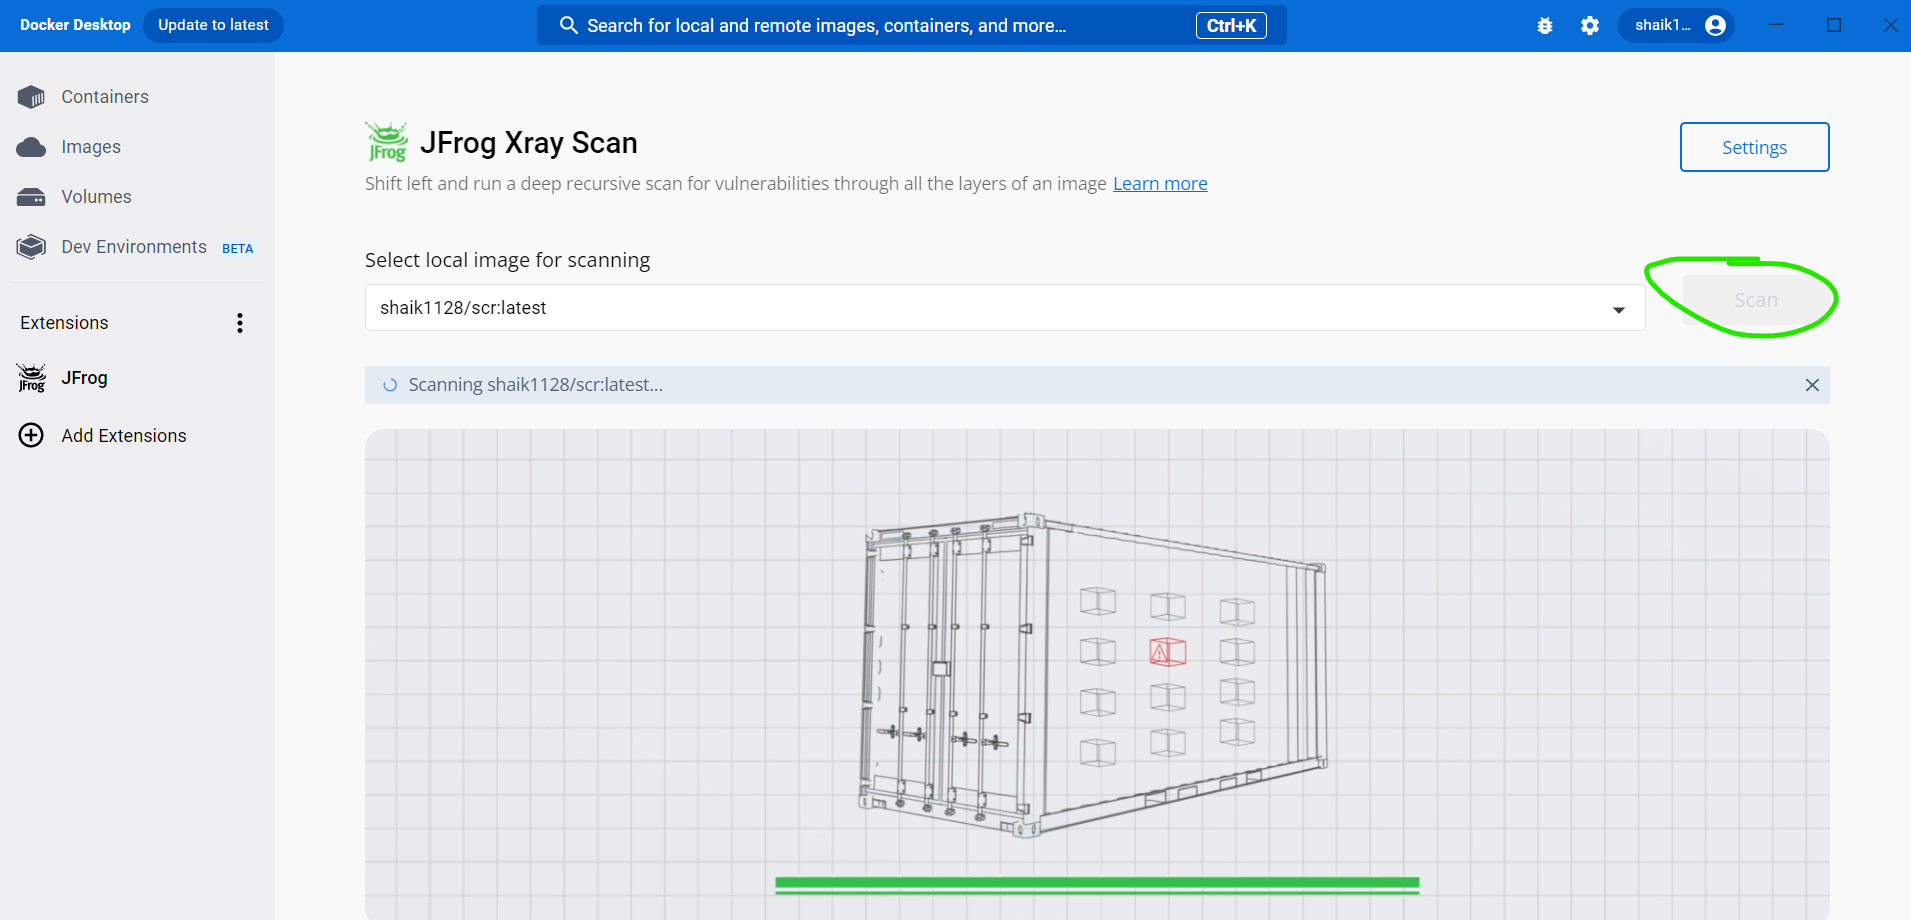 Docker Desktop Update to latest Search for local and remote images, containers, and more... Ctrl+K shaik1...
Containers
Images
Volumes
Dev Environments BETA
Extensions
JFrog
JFrog
Add Extensions
JFrog
JFrog Xray Scan
Settings
Shift left and run a deep recursive scan for vulnerabilities through all the layers of an image Learn more
Select local image for scanning
shaik1128/scr:latest
Scan
Scanning shaik1128/scr:latest...